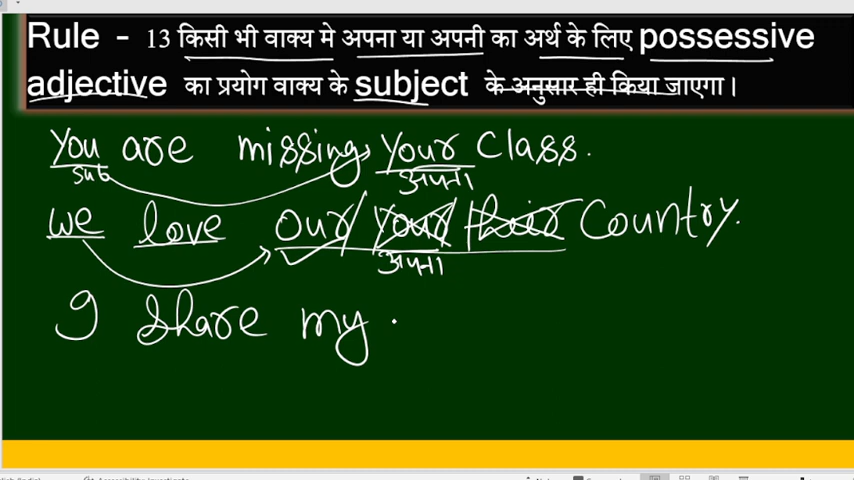 Rule - 13 किसी भी वाक्य मे अपना या अपनी का अर्थ के लिए possessive
adjective का प्रयोग वाक्य के subject के अनुसार ही किया जाएगा।
You are missing your Class.
Sub अपना
we love our/your/their Country.
अपना
I share my